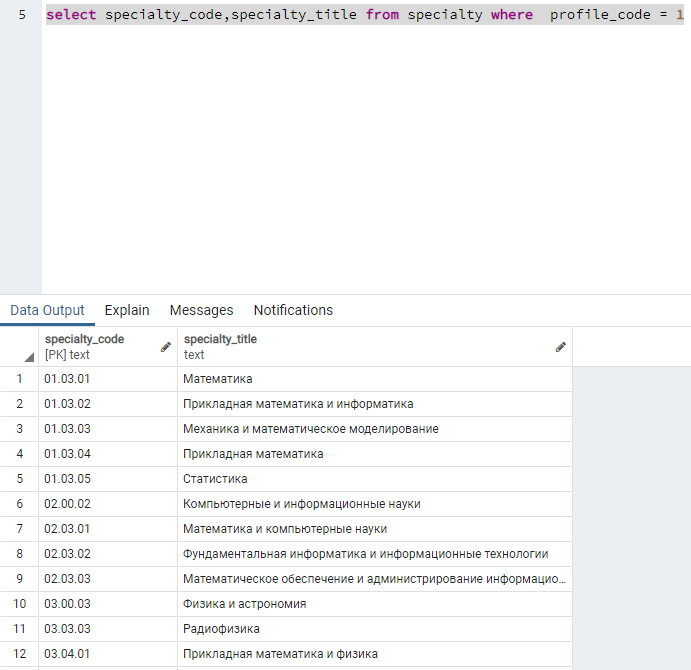 5 select specialty_code,specialty_title from specialty where  profile_code = 1
Data Output Explain Messages Notifications
specialty_code specialty_title
[PK] text text
1 01.03.01 Математика
2 01.03.02 Прикладная математика и информатика
3 01.03.03 Механика и математическое моделирование
4 01.03.04 Прикладная математика
5 01.03.05 Статистика
6 02.00.02 Компьютерные и информационные науки
7 02.03.01 Математика и компьютерные науки
8 02.03.02 Фундаментальная информатика и информационные технологии
9 02.03.03 Математическое обеспечение и администрирование информацио...
10 03.00.03 Физика и астрономия
11 03.03.03 Радиофизика
12 03.04.01 Прикладная математика и физика